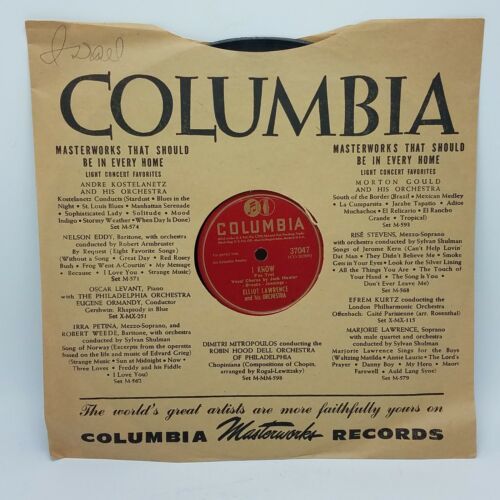 Israel
COLUMBIA
MASTERWORKS THAT SHOULD
BE IN EVERY HOME
LIGHT CONCERT FAVORITES
ANDRE KOSTELANETZ
AND HIS ORCHESTRA
Kostelanetz Conducts (Stardust • Blues in the
Night • St. Louis Blues • Mahattan Serenade
• Sophisticated Lady • Solitude • Mood
Indigo • Stormy Weather • When Day Is Done)
Set M-574
NELSON EDDY, Baritone, with orchestra
conducted by Robert Armbruster
By Request (Eight Favorite Songs)
(Without a Song • Great Day • Red Rosey
Bush • Frog Went A-Courtin' • My Message
• Because • I Love You • Strange Music)
Set M-571
OSCAR LEVANT, Piano
with THE PHILADELPHIA ORCHESTRA
EUGENE ORMANDY, Conductor
Gershwin: Rhapsody in Blue
Set X-MX-251
IRRA PETINA, Mezzo-Soprano, and
ROBERT WEEDE, Baritone, with orchestra
conducted by Sylvan Shulman
Song of Norway (Excerpts from the operetta
based on the life and music of Edvard Grieg)
(Strange Music • Sun at Midnight • Now •
Three Loves • Freddy and his Fiddle
• I Love You)
Set M-562
COLUMBIA
37047
I KNOW
Fox Trot
Vocal Chorus by Jack Hunter
Brooks - Jennings
ELLIOT LAWRENCE
and his ORCHESTRA
DIMITRI MITROPOULOS conducting the
ROBIN HOOD DELL ORCHESTRA
OF PHILADELPHIA
Chopiniana (Compositions of Chopin,
arranged by Rogal-Lewitzky)
Set M-MM-598
MASTERWORKS THAT SHOULD
BE IN EVERY HOME
LIGHT CONCERT FAVORITES
MORTON GOULD
AND HIS ORCHESTRA
South of the Border (Brazil • Mexican Medley
• La Cumparsita • Jarabe Tapatio • Adios
Muchachos • El Relicario • El Rancho
Grande • Tropical)
Set M-593
RISË STEVENS, Mezzo-Soprano, with
orchestra conducted by Sylvan Shulman
Songs of Jerome Kern (Can't Help Lovin'
Dat Man • They Didn't Believe Me • Smoke
Gets in Your Eyes • Look for the Silver Lining
• All the Things You Are • The Touch of
Your Hand • The Song Is You •
Don't Ever Leave Me)
Set M-568
EFREM KURTZ conducting the
London Philharmonic Orchestra
Offenbach: Gaité Parisienne (arr. Rosenthal)
Set X-MX-115
MARJORIE LAWRENCE, Soprano
with orchestra conducted by Sylvan Shulman
Marjorie Lawrence Sings for the Boys
(Waltzing Matilda • Annie Laurie • The Lord's
Prayer • Danny Boy • My Hero • Maori
Farewell • Auld Lang Syne)
Set M-579
The world's great artists are more faithfully yours on
COLUMBIA Masterworks RECORDS